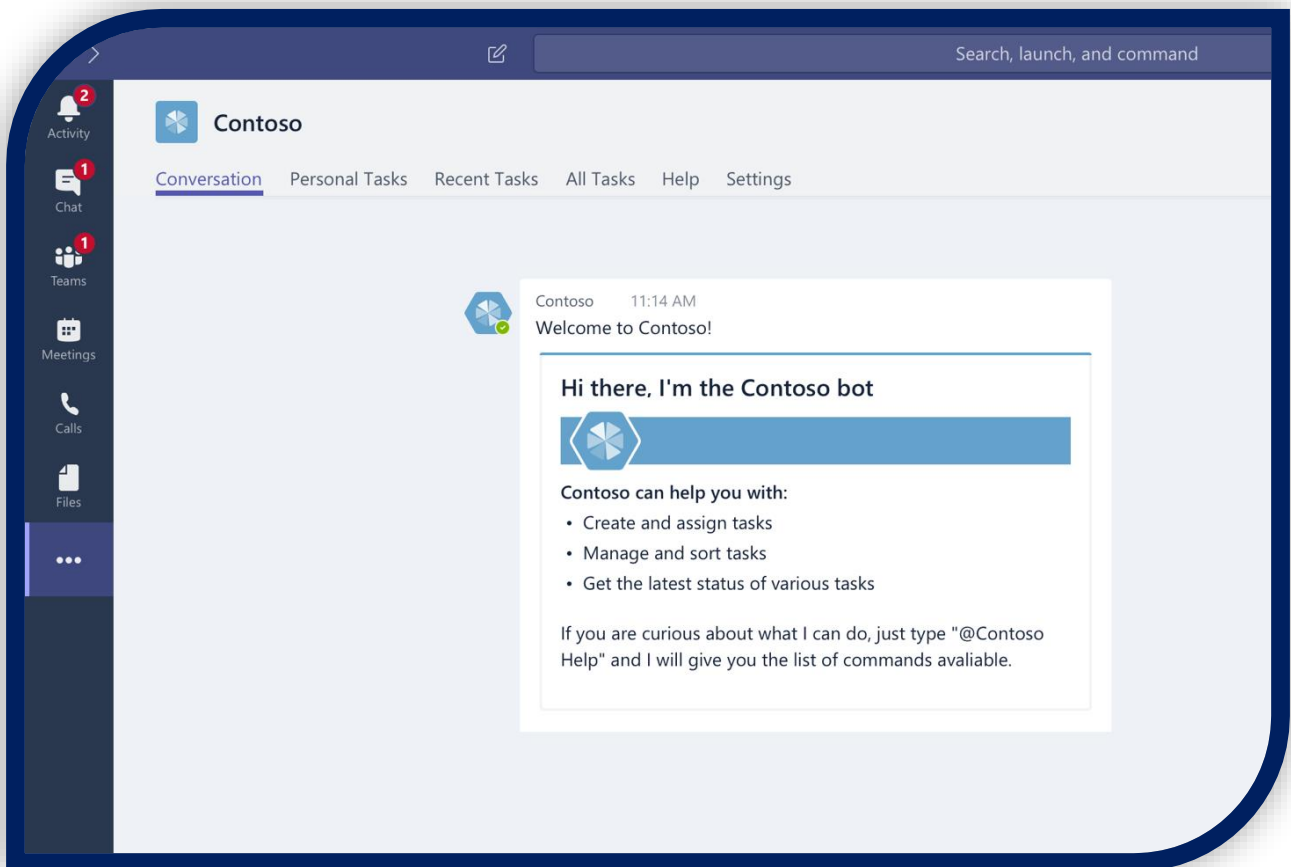 Search, launch, and command
2
Activity
1
Chat
1
Teams
Meetings
Calls
Files
Contoso
Conversation Personal Tasks Recent Tasks All Tasks Help Settings
Contoso 11:14 AM
Welcome to Contoso!
Hi there, I'm the Contoso bot
Contoso can help you with:
• Create and assign tasks
• Manage and sort tasks
• Get the latest status of various tasks
If you are curious about what I can do, just type "@Contoso
Help" and I will give you the list of commands avaliable.